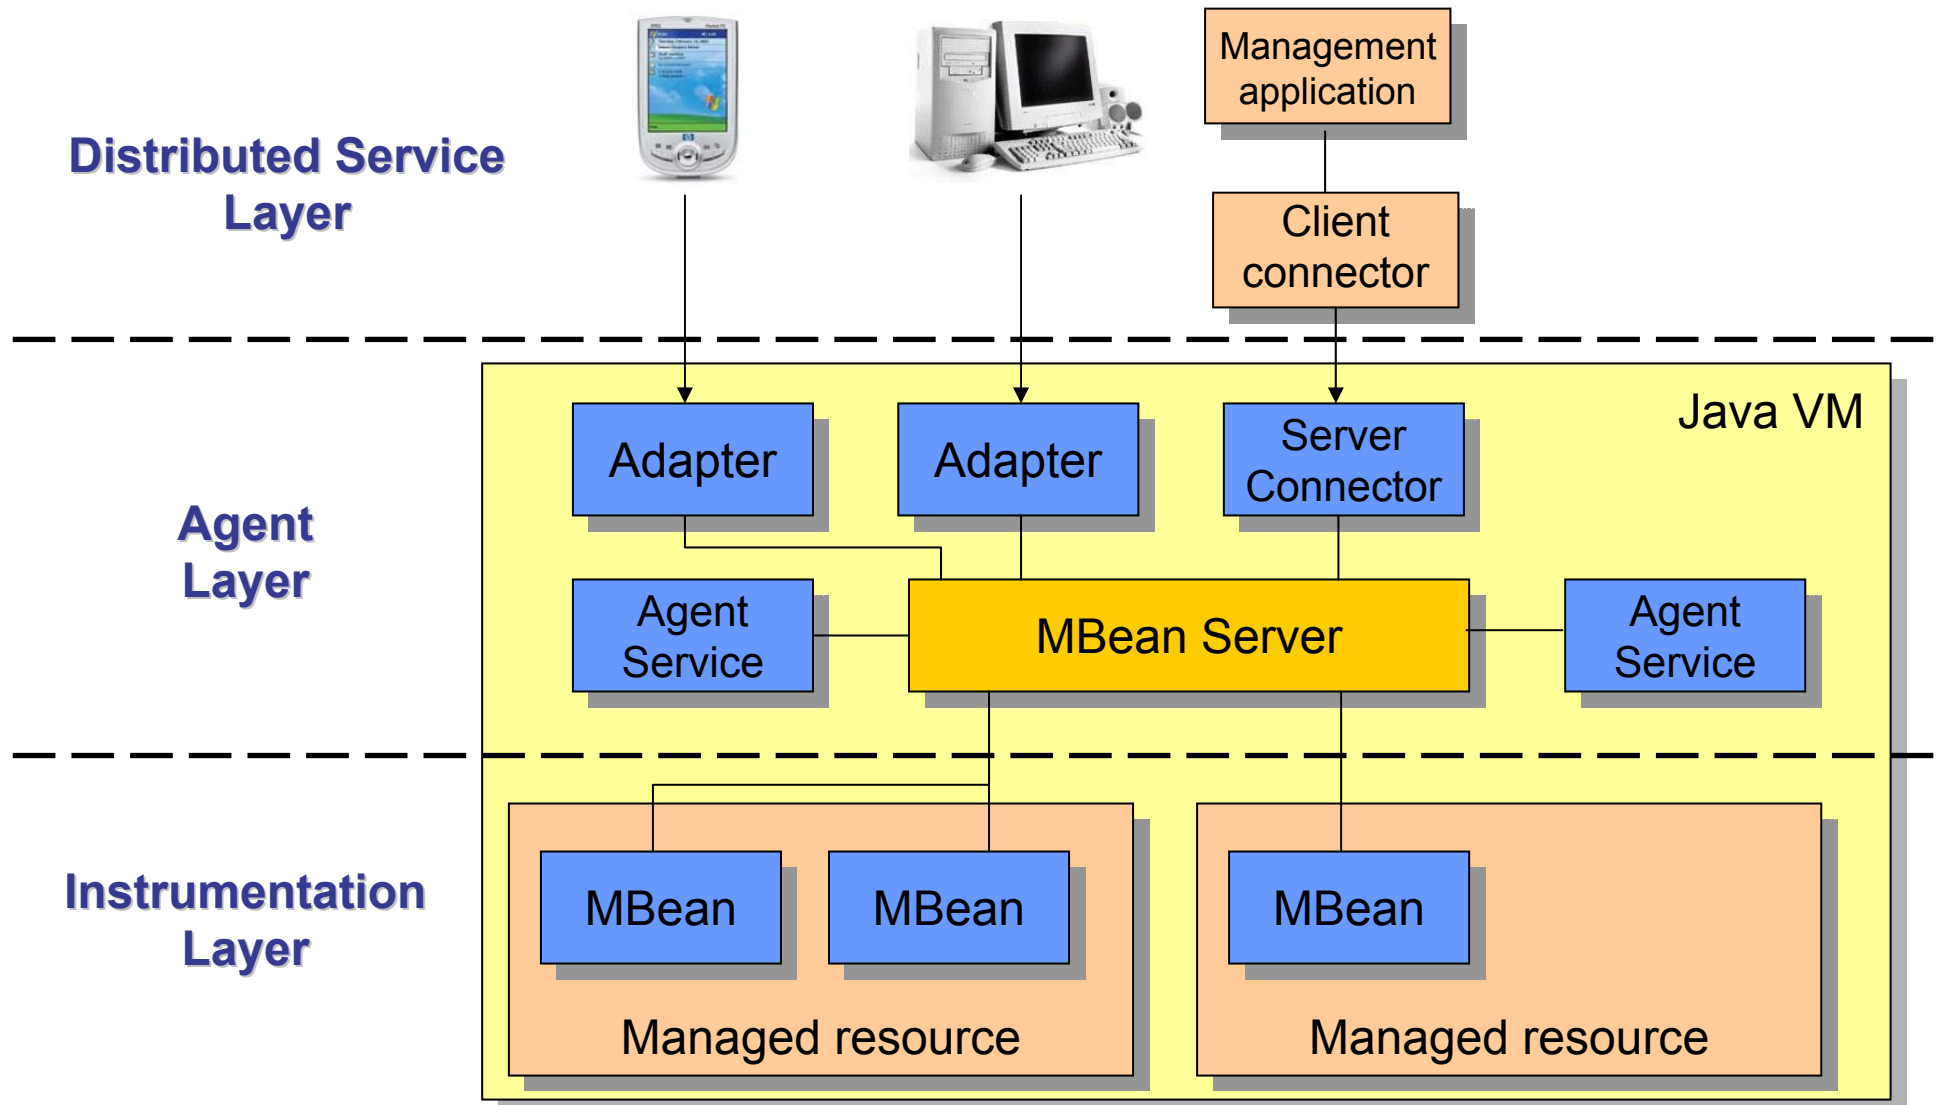 Management
application
Distributed Service
Layer
Client
connector
Java VM
Adapter
Adapter
Server
Connector
Agent
Layer
Agent
Service
MBean Server
Agent
Service
Instrumentation
Layer
MBean
MBean
MBean
Managed resource
Managed resource